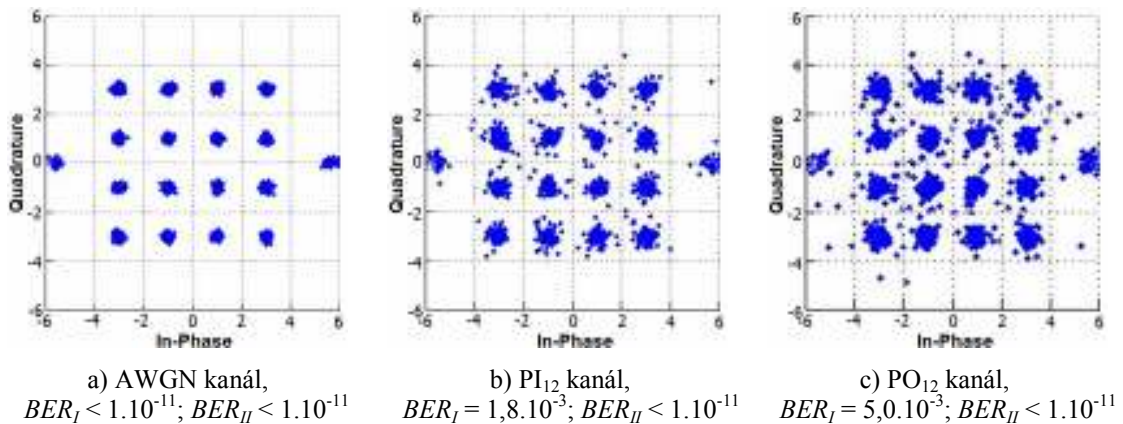 6
4
2
0
-2
-4
-6
-6 -4 -2 0 2 4 6
Quadrature
In-Phase
6
4
2
0
-2
-4
-6
-6 -4 -2 0 2 4 6
Quadrature
In-Phase
6
4
2
0
-2
-4
-6
-6 -4 -2 0 2 4 6
Quadrature
In-Phase
a) AWGN kanál,
BER_I < 1.10^-11; BER_II < 1.10^-11
b) PI₁₂ kanál,
BER_I = 1,8.10^-3; BER_II < 1.10^-11
c) PO₁₂ kanál,
BER_I = 5,0.10^-3; BER_II < 1.10^-11